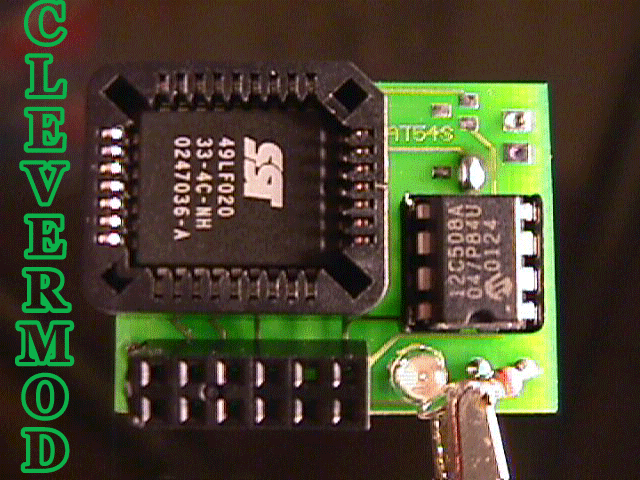 CLEVERMOD
SST
49LF020
33-4C-NH
0247036-A
AT54S
12C508A
04/P84U
0124